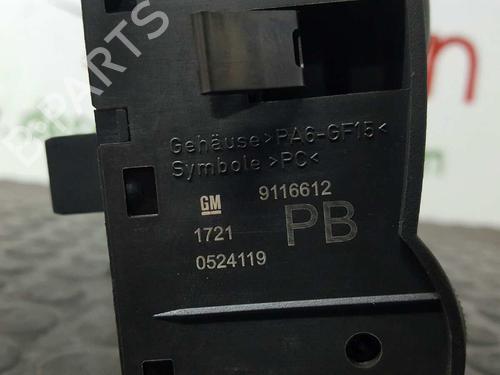 B-PARTS
Gehäuse >PA6-GF15<
Symbole >PC<
GM 9116612
1721 PB
0524119